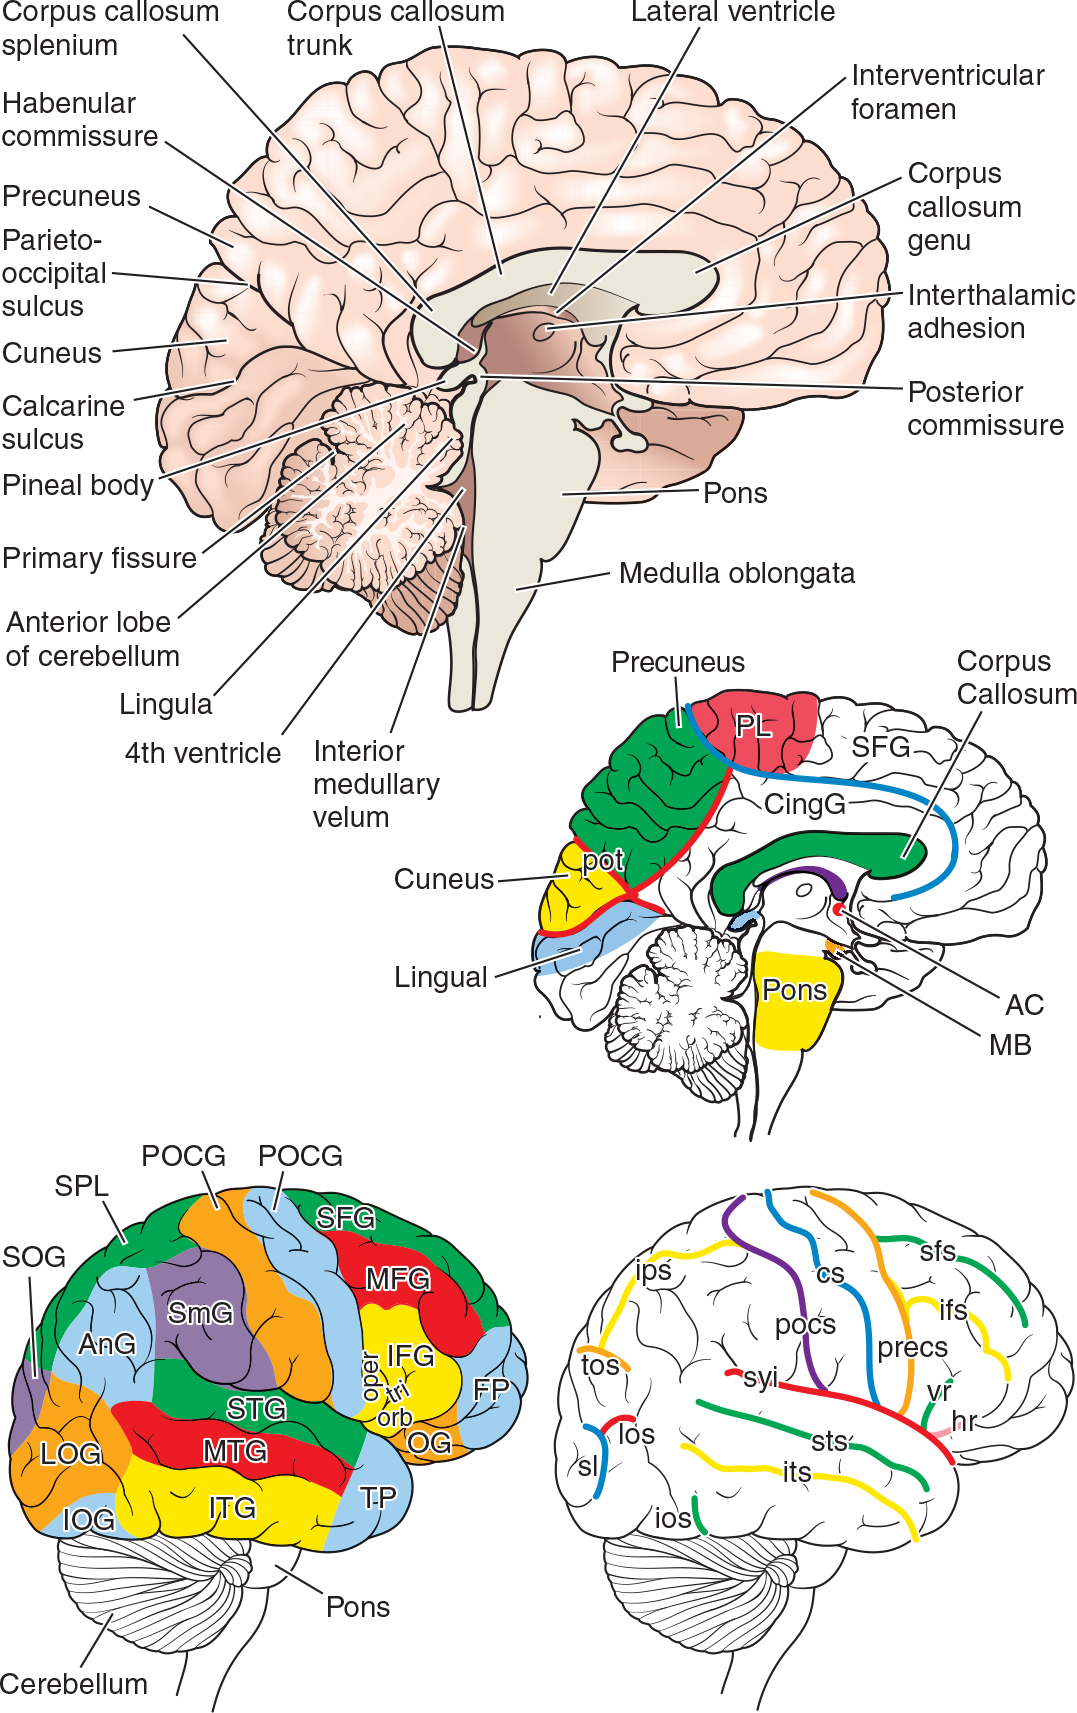 Corpus callosum
splenium
Corpus callosum
trunk
Lateral ventricle
Interventricular
foramen
Habenular
commissure
Corpus
callosum
genu
Precuneus
Parieto-
occipital
sulcus
Interthalamic
adhesion
Cuneus
Calcarine
sulcus
Posterior
commissure
Pineal body
Pons
Primary fissure
Medulla oblongata
Anterior lobe
of cerebellum
Lingula
4th ventricle
Interior
medullary
velum
Precuneus
Corpus
Callosum
PL
SFG
CingG
pot
Cuneus
Lingual
Pons
AC
MB
POCG
POCG
SPL
SFG
SOG
MFG
SmG
AnG
IFG
oper
tri
orb
FP
STG
OG
LOG
MTG
TP
ITG
IOG
Pons
Cerebellum
sfs
ips
cs
ifs
pocs
precs
tos
syi
vr
hr
los
sts
sl
its
ios